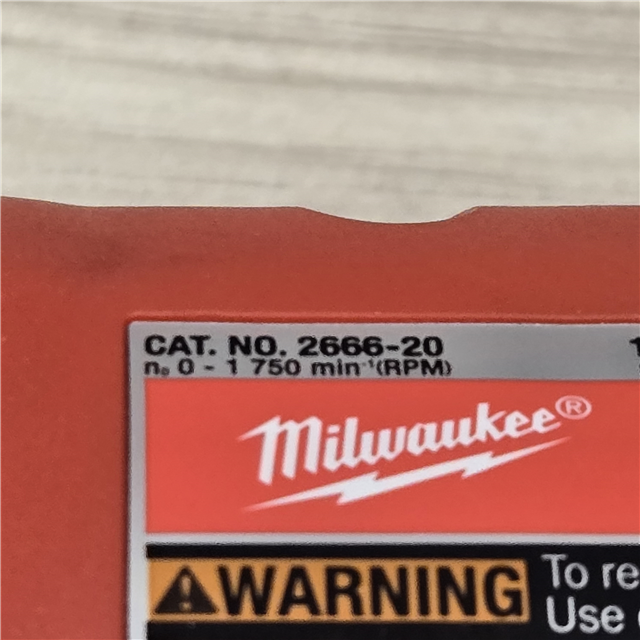 CAT. NO. 2666-20
n₀ 0 - 1 750 min⁻¹(RPM)
Milwaukee®
WARNING
To re
Use